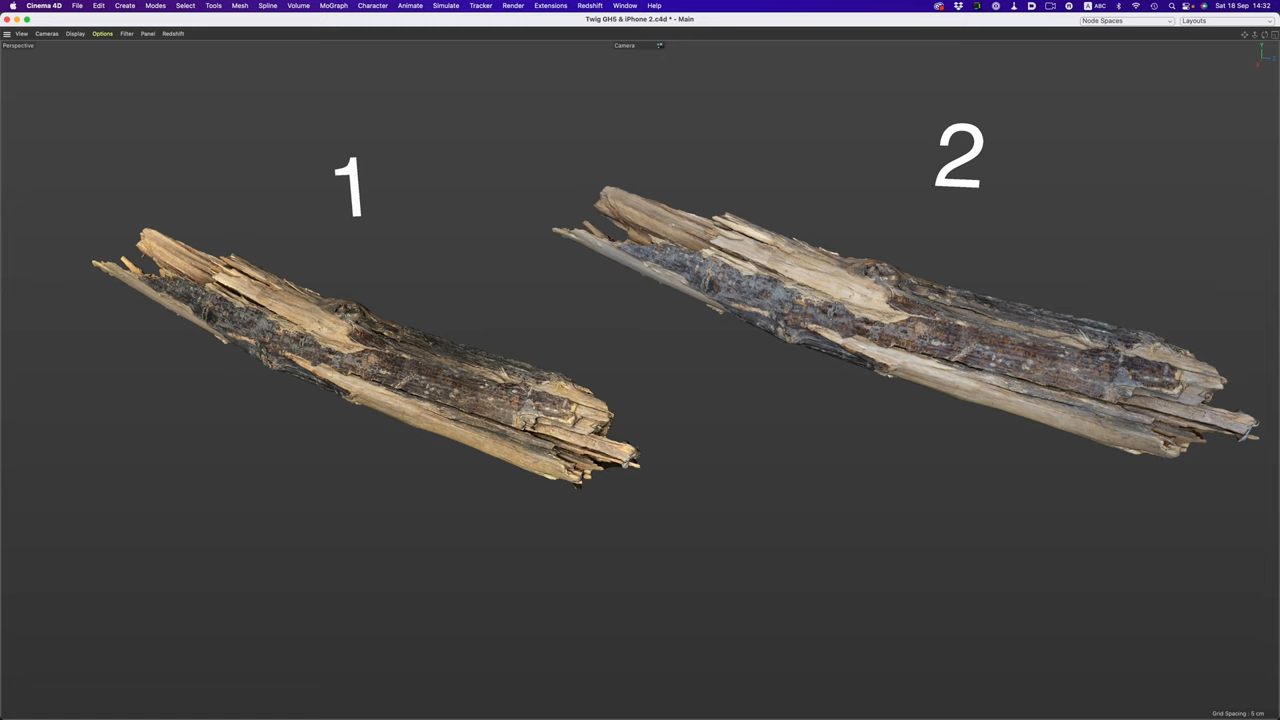 Cinema 4D File Edit Create Modes Select Tools Mesh Spline Volume MoGraph Character Animate Simulate Tracker Render Extensions Redshift Window Help ABC Sat 18 Sep 14:32
Twig GH5 & iPhone 2.c4d * - Main
Node Spaces Layouts
View Cameras Display Options Filter Panel Redshift
Perspective Camera
Y
X
1 2
Grid Spacing : 5 cm